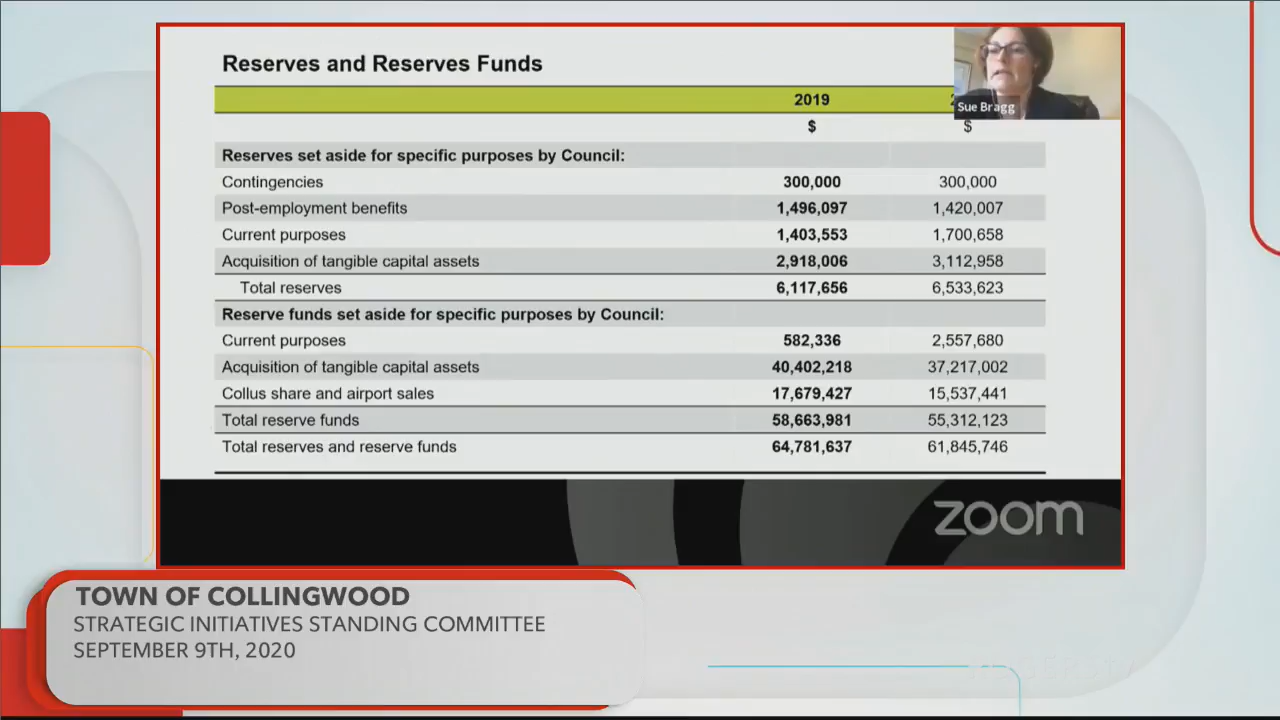 Reserves and Reserves Funds
Sue Bragg
2019
$ $
Reserves set aside for specific purposes by Council:
Contingencies 300,000 300,000
Post-employment benefits 1,496,097 1,420,007
Current purposes 1,403,553 1,700,658
Acquisition of tangible capital assets 2,918,006 3,112,958
Total reserves 6,117,656 6,533,623
Reserve funds set aside for specific purposes by Council:
Current purposes 582,336 2,557,680
Acquisition of tangible capital assets 40,402,218 37,217,002
Collus share and airport sales 17,679,427 15,537,441
Total reserve funds 58,663,981 55,312,123
Total reserves and reserve funds 64,781,637 61,845,746
zoom
TOWN OF COLLINGWOOD
STRATEGIC INITIATIVES STANDING COMMITTEE
SEPTEMBER 9TH, 2020